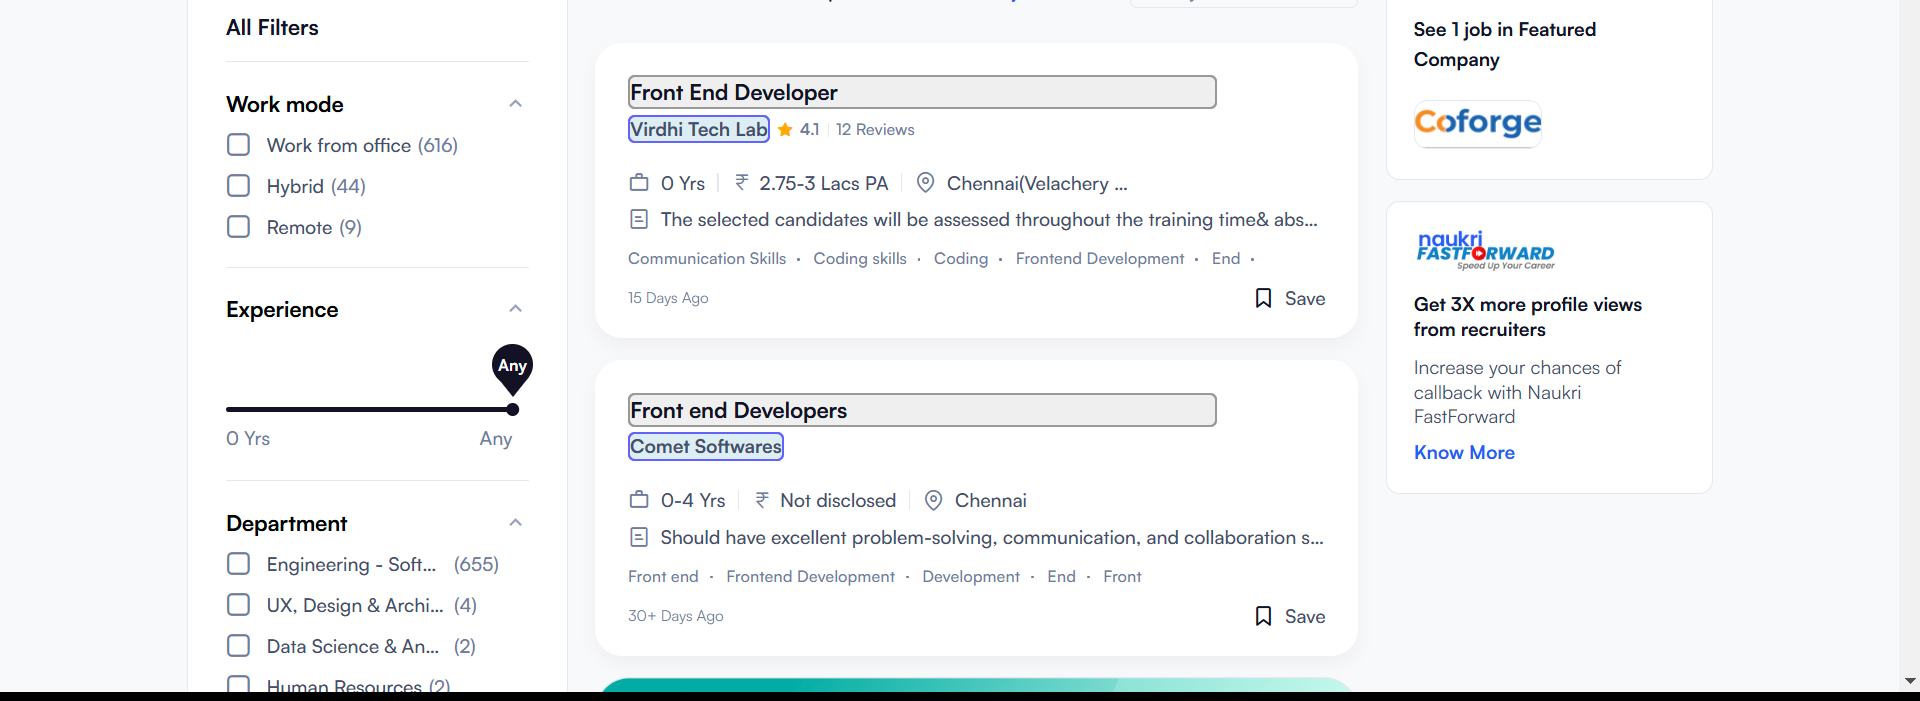 All Filters
Work mode
Work from office (616)
Hybrid (44)
Remote (9)
Experience
Any
0 Yrs
Any
Department
Engineering - Soft... (655)
UX, Design & Archi... (4)
Data Science & An... (2)
Human Resources (2)
Front End Developer
Virdhi Tech Lab 4.1 12 Reviews
0 Yrs ₹ 2.75-3 Lacs PA Chennai(Velachery ...
The selected candidates will be assessed throughout the training time& abs...
Communication Skills · Coding skills · Coding · Frontend Development · End ·
15 Days Ago Save
Front end Developers
Comet Softwares
0-4 Yrs ₹ Not disclosed Chennai
Should have excellent problem-solving, communication, and collaboration s...
Front end · Frontend Development · Development · End · Front
30+ Days Ago Save
See 1 job in Featured
Company
Coforge
naukri
FASTFORWARD
Speed Up Your Career
Get 3X more profile views
from recruiters
Increase your chances of
callback with Naukri
FastForward
Know More